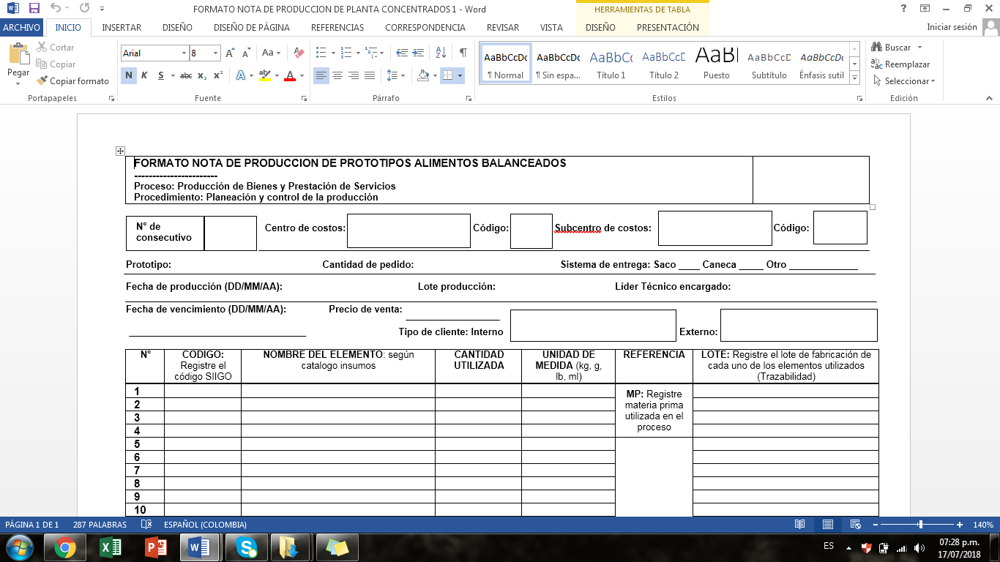 FORMATO NOTA DE PRODUCCION DE PLANTA CONCENTRADOS1 - Word
HERRAMIENTAS DE TABLA
?
ARCHIVO INICIO INSERTAR DISEÑO DISEÑO DE PÁGINA REFERENCIAS CORRESPONDENCIA REVISAR VISTA DISEÑO PRESENTACIÓN Iniciar sesión
Pegar
Cortar
Copiar
Copiar formato
Portapapeles
Arial 8
N K S abc x₂ x²
Fuente
Párrafo
AaBbCcDc AaBbCcDc AaBbCc AaBbCcD AaBl AaBbCcD AaBbCcDc
¶ Normal ¶ Sin espa... Título 1 Título 2 Puesto Subtítulo Énfasis sutil
Estilos
Buscar
Reemplazar
Seleccionar
Edición
FORMATO NOTA DE PRODUCCION DE PROTOTIPOS ALIMENTOS BALANCEADOS
-----------------------
Proceso: Producción de Bienes y Prestación de Servicios
Procedimiento: Planeación y control de la producción
N° de consecutivo Centro de costos: Código: Subcentro de costos: Código:
Prototipo: Cantidad de pedido: Sistema de entrega: Saco ____ Caneca ____ Otro _____________
Fecha de producción (DD/MM/AA): Lote producción: Líder Técnico encargado:
Fecha de vencimiento (DD/MM/AA): Precio de venta:
Tipo de cliente: Interno Externo:
N°
CODIGO: Registre el código SIIGO
NOMBRE DEL ELEMENTO: según catalogo insumos
CANTIDAD UTILIZADA
UNIDAD DE MEDIDA (kg, g, lb, ml)
REFERENCIA
LOTE: Registre el lote de fabricación de cada uno de los elementos utilizados (Trazabilidad)
1
2
3
4
MP: Registre materia prima utilizada en el proceso
5
6
7
8
9
10
PÁGINA 1 DE 1 287 PALABRAS ESPAÑOL (COLOMBIA) 140%
ES
07:28 p.m.
17/07/2018